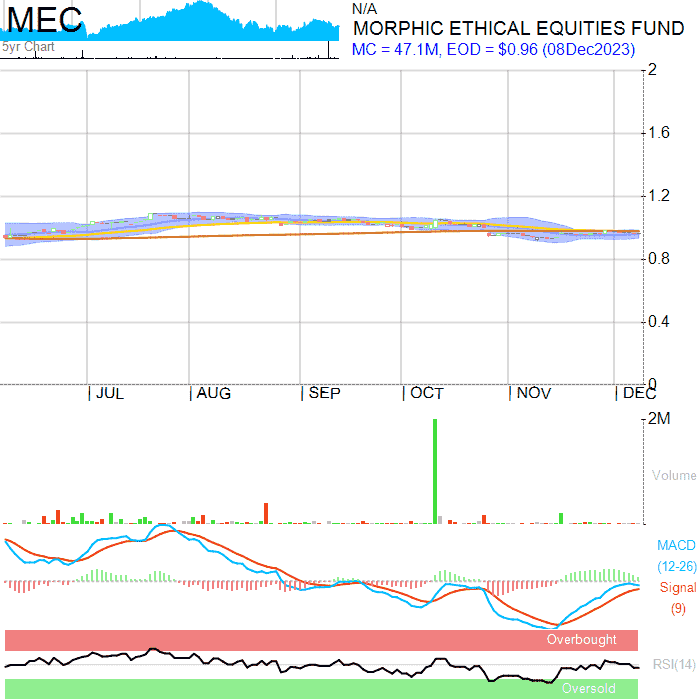 MEC
5yr Chart
N/A
MORPHIC ETHICAL EQUITIES FUND
MC = 47.1M, EOD = $0.96 (08Dec2023)
2
1.6
1.2
0.8
0.4
0
JUL AUG SEP OCT NOV DEC
2M
Volume
MACD
(12-26)
Signal
(9)
Overbought
RSI(14)
Oversold